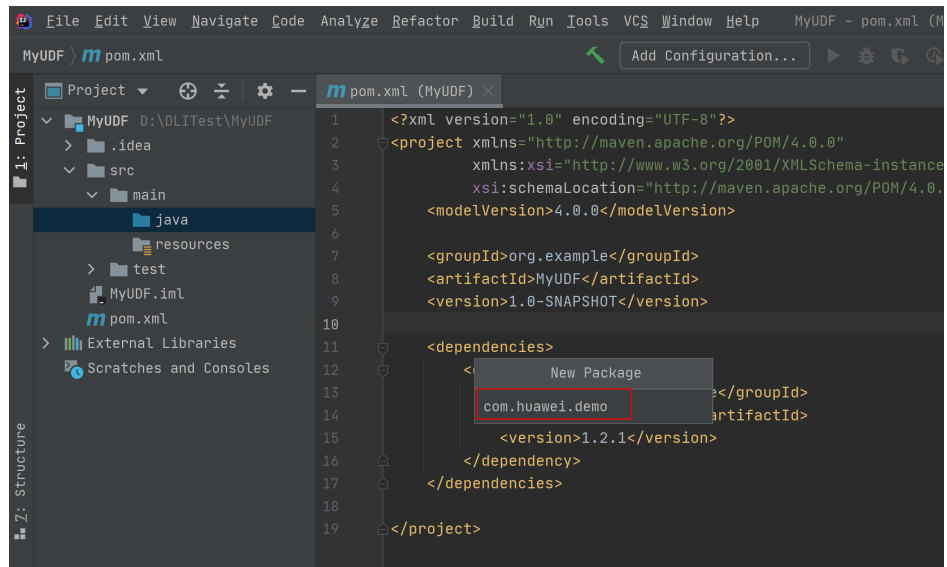 File Edit View Navigate Code Analyze Refactor Build Run Tools VCS Window Help MyUDF - pom.xml (M
MyUDF pom.xml Add Configuration...
1: Project
Project
pom.xml (MyUDF)
MyUDF D:\DLITest\MyUDF
.idea
src
main
java
resources
test
MyUDF.iml
pom.xml
External Libraries
Scratches and Consoles
Z: Structure
1 <?xml version="1.0" encoding="UTF-8"?>
2 <project xmlns="http://maven.apache.org/POM/4.0.0"
3 xmlns:xsi="http://www.w3.org/2001/XMLSchema-instance
4 xsi:schemaLocation="http://maven.apache.org/POM/4.0.
5 <modelVersion>4.0.0</modelVersion>
6
7 <groupId>org.example</groupId>
8 <artifactId>MyUDF</artifactId>
9 <version>1.0-SNAPSHOT</version>
10
11 <dependencies>
12 <
New Package
13 </groupId>
com.huawei.demo
14 artifactId>
15 <version>1.2.1</version>
16 </dependency>
17 </dependencies>
18
19 </project>